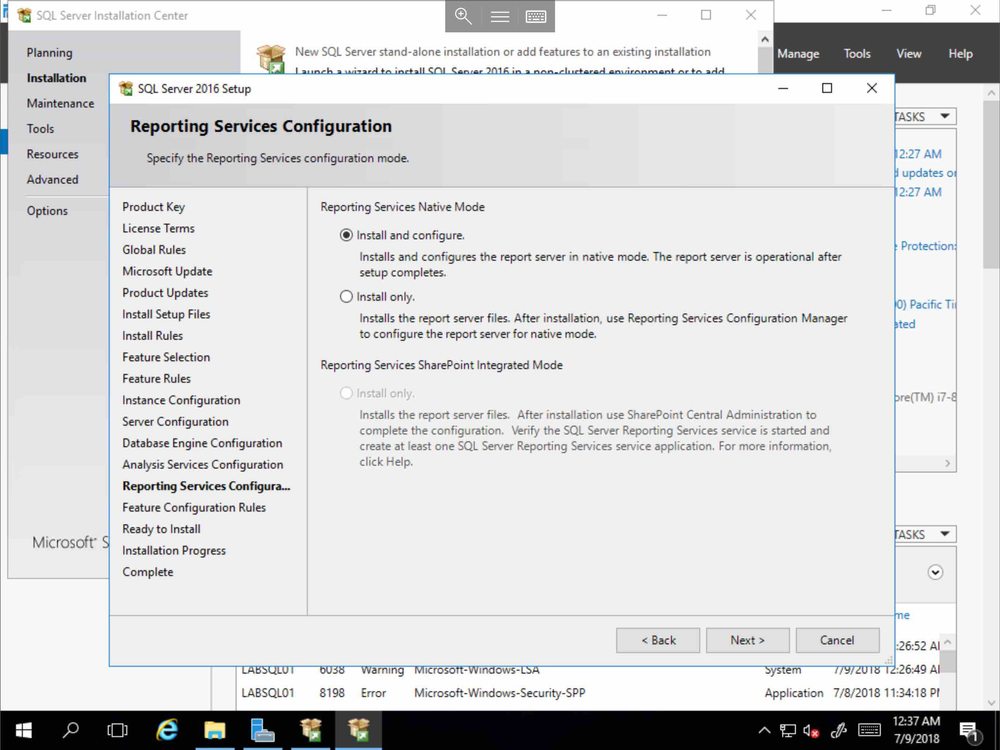 SQL Server Installation Center
Planning
Installation
Maintenance
Tools
Resources
Advanced
Options
New SQL Server stand-alone installation or add features to an existing installation
Launch a wizard to install SQL Server 2016 in a non-clustered environment or to add
Manage Tools View Help
SQL Server 2016 Setup
Reporting Services Configuration
Specify the Reporting Services configuration mode.
Product Key
License Terms
Global Rules
Microsoft Update
Product Updates
Install Setup Files
Install Rules
Feature Selection
Feature Rules
Instance Configuration
Server Configuration
Database Engine Configuration
Analysis Services Configuration
Reporting Services Configura...
Feature Configuration Rules
Ready to Install
Installation Progress
Complete
Reporting Services Native Mode
Install and configure.
Installs and configures the report server in native mode. The report server is operational after
setup completes.
Install only.
Installs the report server files. After installation, use Reporting Services Configuration Manager
to configure the report server for native mode.
Reporting Services SharePoint Integrated Mode
Install only.
Installs the report server files. After installation use SharePoint Central Administration to
complete the configuration. Verify the SQL Server Reporting Services service is started and
create at least one SQL Server Reporting Services service application. For more information,
click Help.
< Back Next > Cancel
TASKS
12:27 AM
d updates or
12:27 AM
e Protection:
00) Pacific Ti
ated
ore(TM) i7-8
TASKS
me
Microsoft® S
:26:52 AM
LABSQL01 6038 Warning Microsoft-Windows-LSA System 7/9/2018 12:26:49 AM
LABSQL01 8198 Error Microsoft-Windows-Security-SPP Application 7/8/2018 11:34:18 PM
12:37 AM
7/9/2018
1